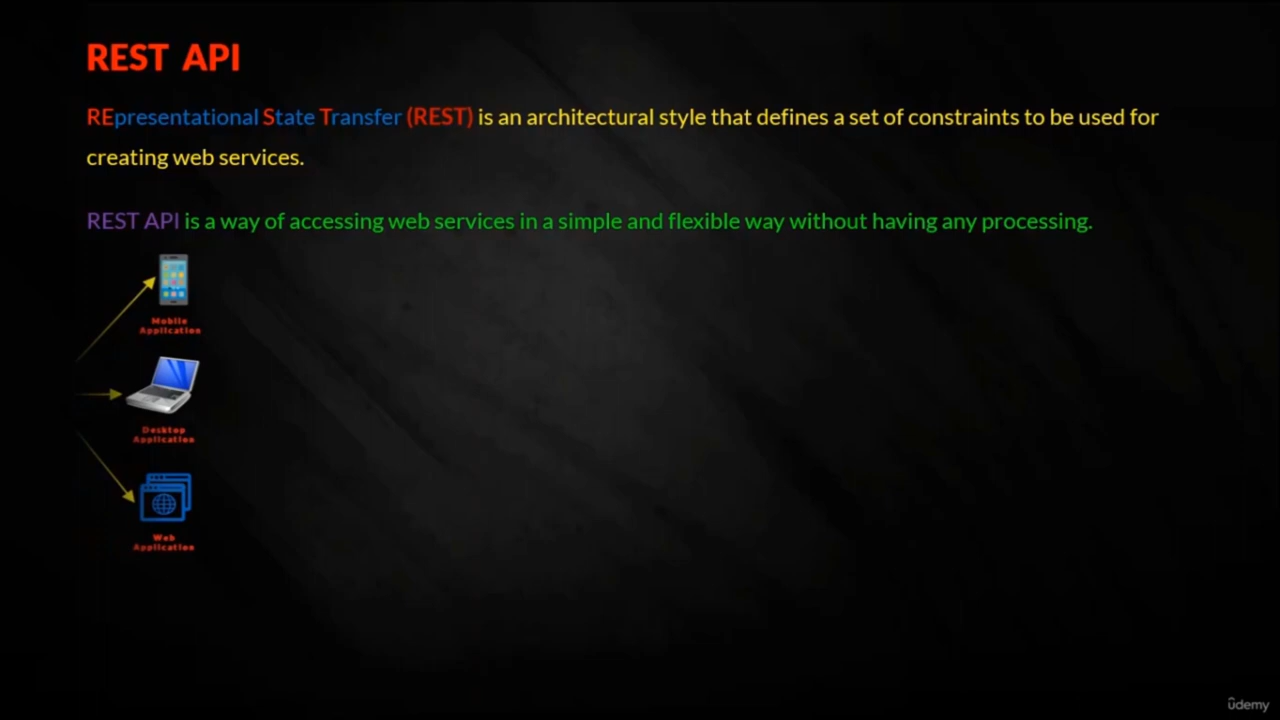 REST API
REpresentational State Transfer (REST) is an architectural style that defines a set of constraints to be used for
creating web services.
REST API is a way of accessing web services in a simple and flexible way without having any processing.
Mobile
Application
Desktop
Application
Web
Application
ûdemy